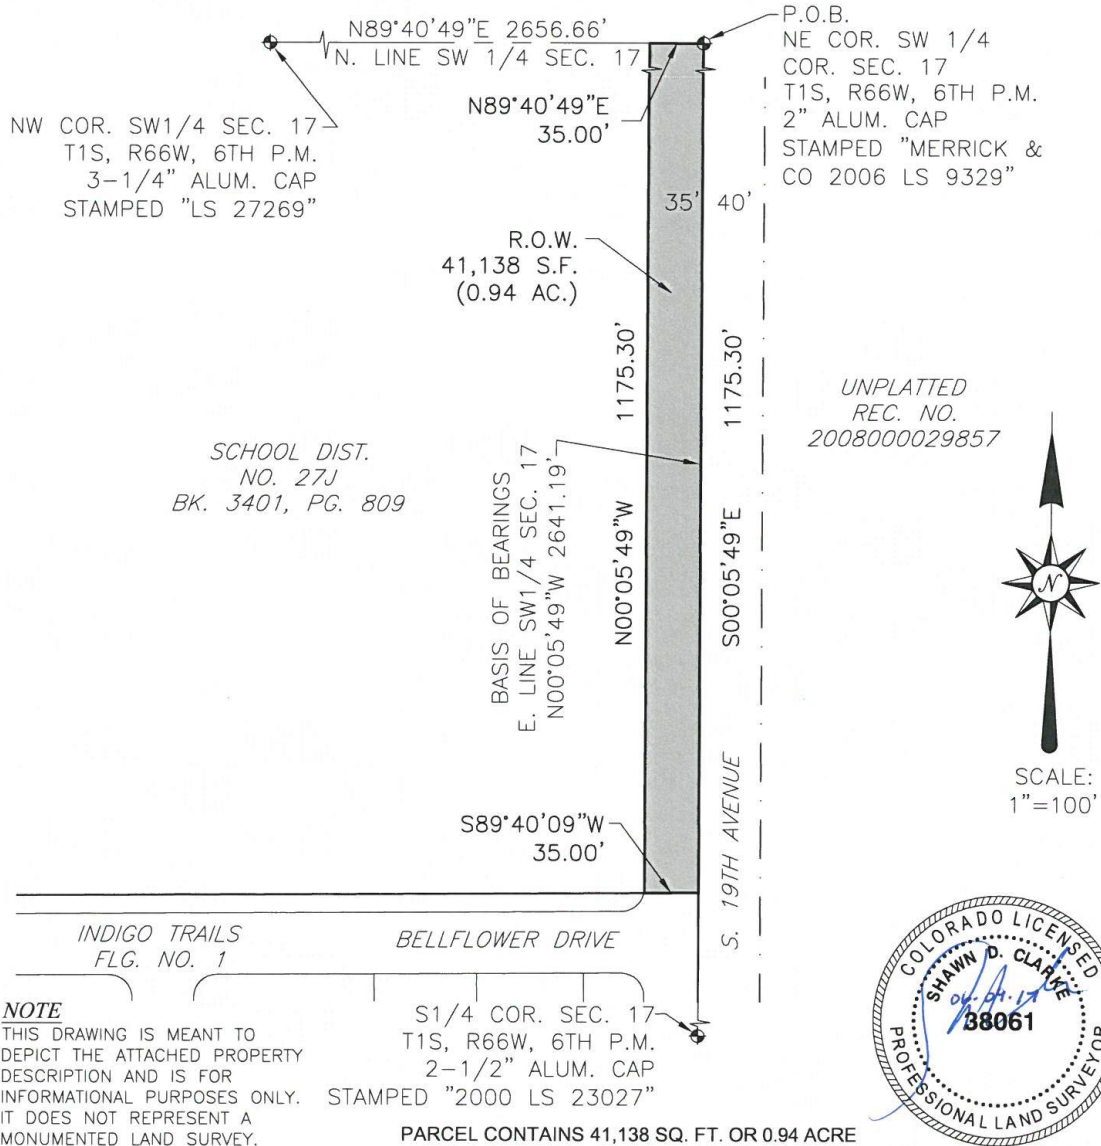 N89°40'49"E 2656.66'
N. LINE SW 1/4 SEC. 17
P.O.B.
NE COR. SW 1/4
COR. SEC. 17
T1S, R66W, 6TH P.M.
2" ALUM. CAP
STAMPED "MERRICK &
CO 2006 LS 9329"
NW COR. SW1/4 SEC. 17
T1S, R66W, 6TH P.M.
3-1/4" ALUM. CAP
STAMPED "LS 27269"
N89°40'49"E
35.00'
35' 40'
R.O.W.
41,138 S.F.
(0.94 AC.)
1175.30'
1175.30'
UNPLATTED
REC. NO.
2008000029857
SCHOOL DIST.
NO. 27J
BK. 3401, PG. 809
BASIS OF BEARINGS
E. LINE SW1/4 SEC. 17
N00°05'49"W 2641.19'
N00°05'49"W
S00°05'49"E
N
SCALE:
1"=100'
S89°40'09"W
35.00'
S. 19TH AVENUE
INDIGO TRAILS
FLG. NO. 1
BELLFLOWER DRIVE
S1/4 COR. SEC. 17
T1S, R66W, 6TH P.M.
2-1/2" ALUM. CAP
STAMPED "2000 LS 23027"
NOTE
THIS DRAWING IS MEANT TO
DEPICT THE ATTACHED PROPERTY
DESCRIPTION AND IS FOR
INFORMATIONAL PURPOSES ONLY.
IT DOES NOT REPRESENT A
MONUMENTED LAND SURVEY.
PARCEL CONTAINS 41,138 SQ. FT. OR 0.94 ACRE
COLORADO LICENSED
SHAWN D. CLARKE
38061
PROFESSIONAL LAND SURVEYOR